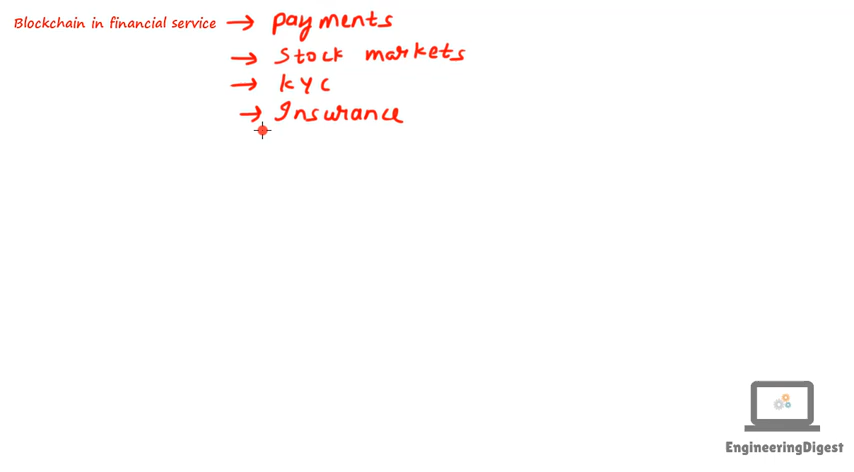 Blockchain in financial service → Payments
→ Stock markets
→ KYC
→ Insurance
EngineeringDigest